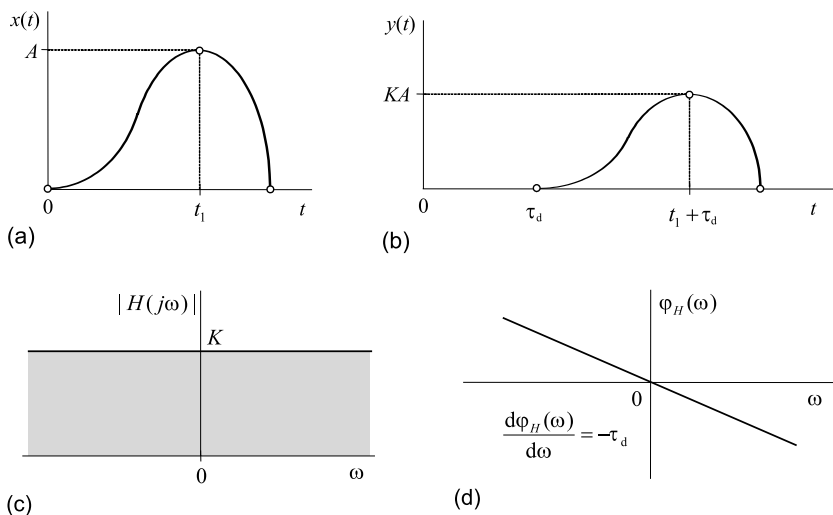 x(t)
A
0
t₁
t
(a)
y(t)
KA
0
τ_d
t₁ + τ_d
t
(b)
|H(jω)|
K
0
ω
(c)
φ_H(ω)
0
ω
dφ_H(ω)/dω = −τ_d
(d)